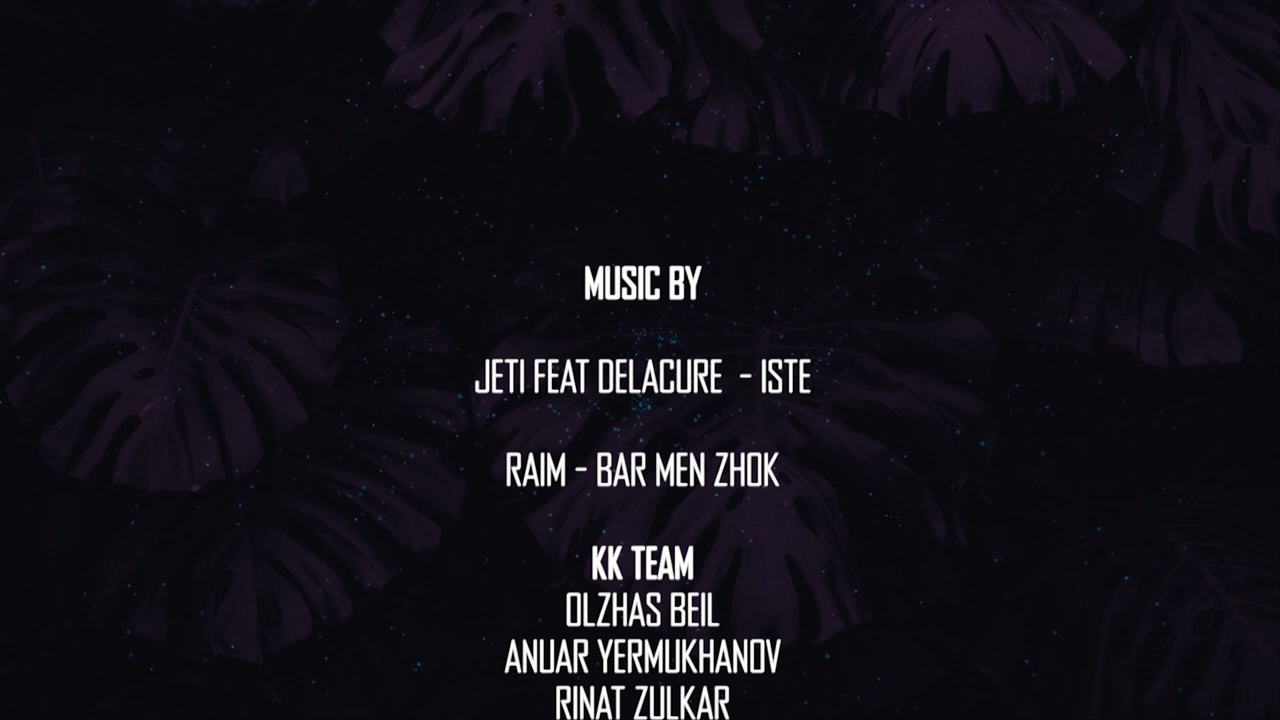 MUSIC BY
JETI FEAT DELACURE - ISTE
RAIM - BAR MEN ZHOK
KK TEAM
OLZHAS BEIL
ANUAR YERMUKHANOV
RINAT ZULKAR